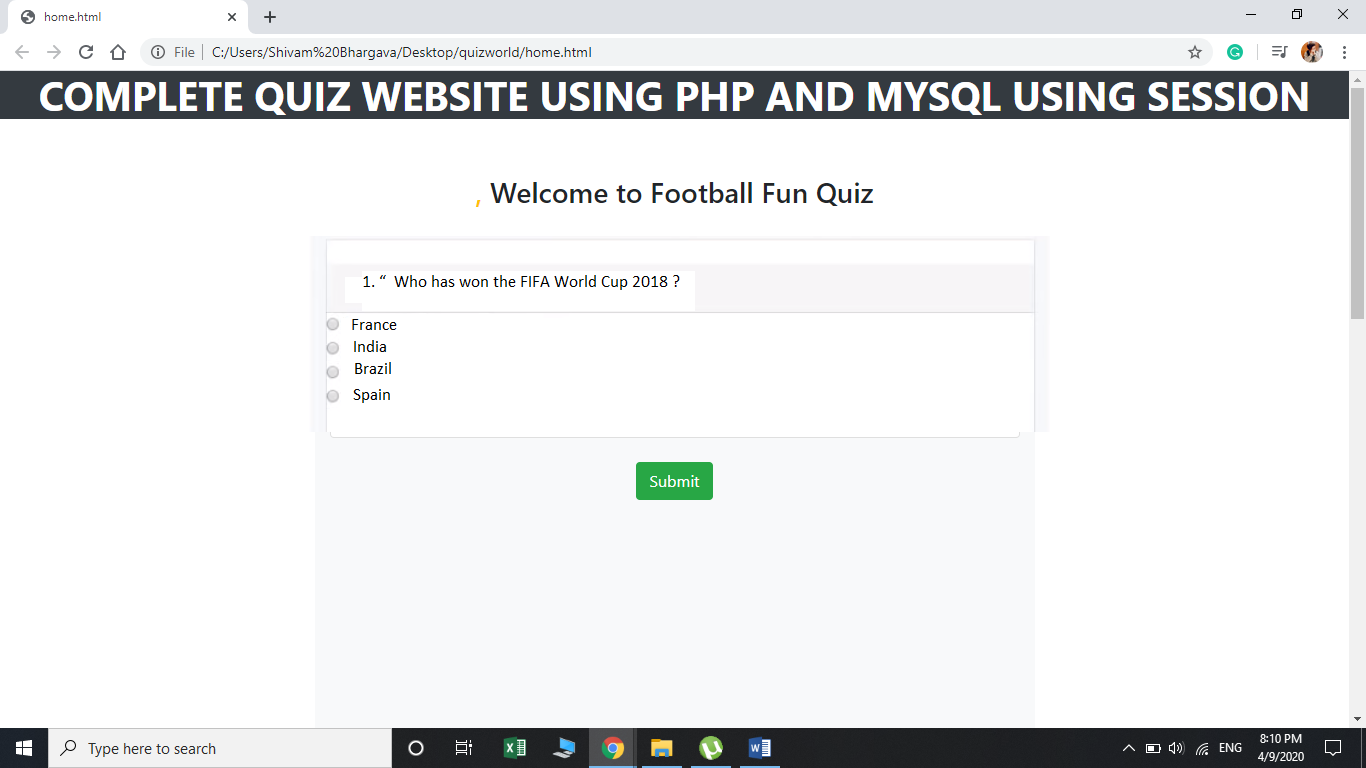 home.html
File C:/Users/Shivam%20Bhargava/Desktop/quizworld/home.html
COMPLETE QUIZ WEBSITE USING PHP AND MYSQL USING SESSION
, Welcome to Football Fun Quiz
1. “ Who has won the FIFA World Cup 2018 ?
France
India
Brazil
Spain
Submit
Type here to search
ENG
8:10 PM
4/9/2020